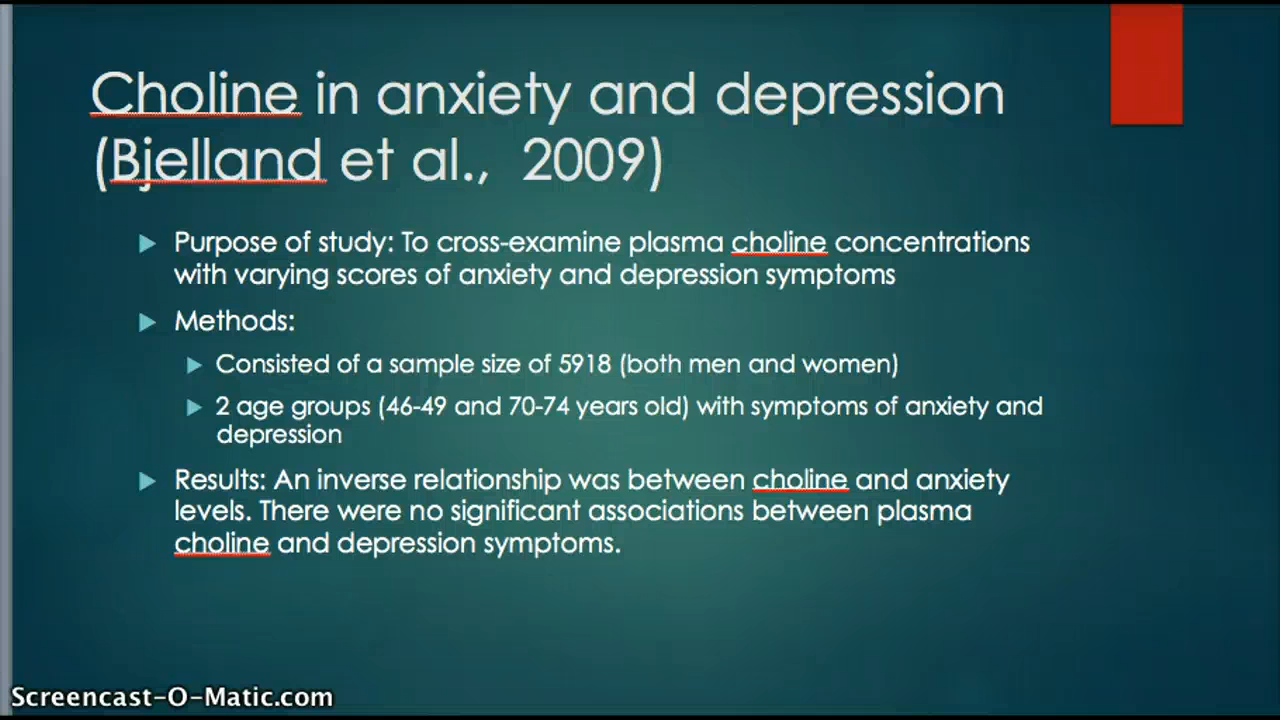 Choline in anxiety and depression
(Bjelland et al., 2009)
Purpose of study: To cross-examine plasma choline concentrations
with varying scores of anxiety and depression symptoms
Methods:
Consisted of a sample size of 5918 (both men and women)
2 age groups (46-49 and 70-74 years old) with symptoms of anxiety and
depression
Results: An inverse relationship was between choline and anxiety
levels. There were no significant associations between plasma
choline and depression symptoms.
Screencast-O-Matic.com